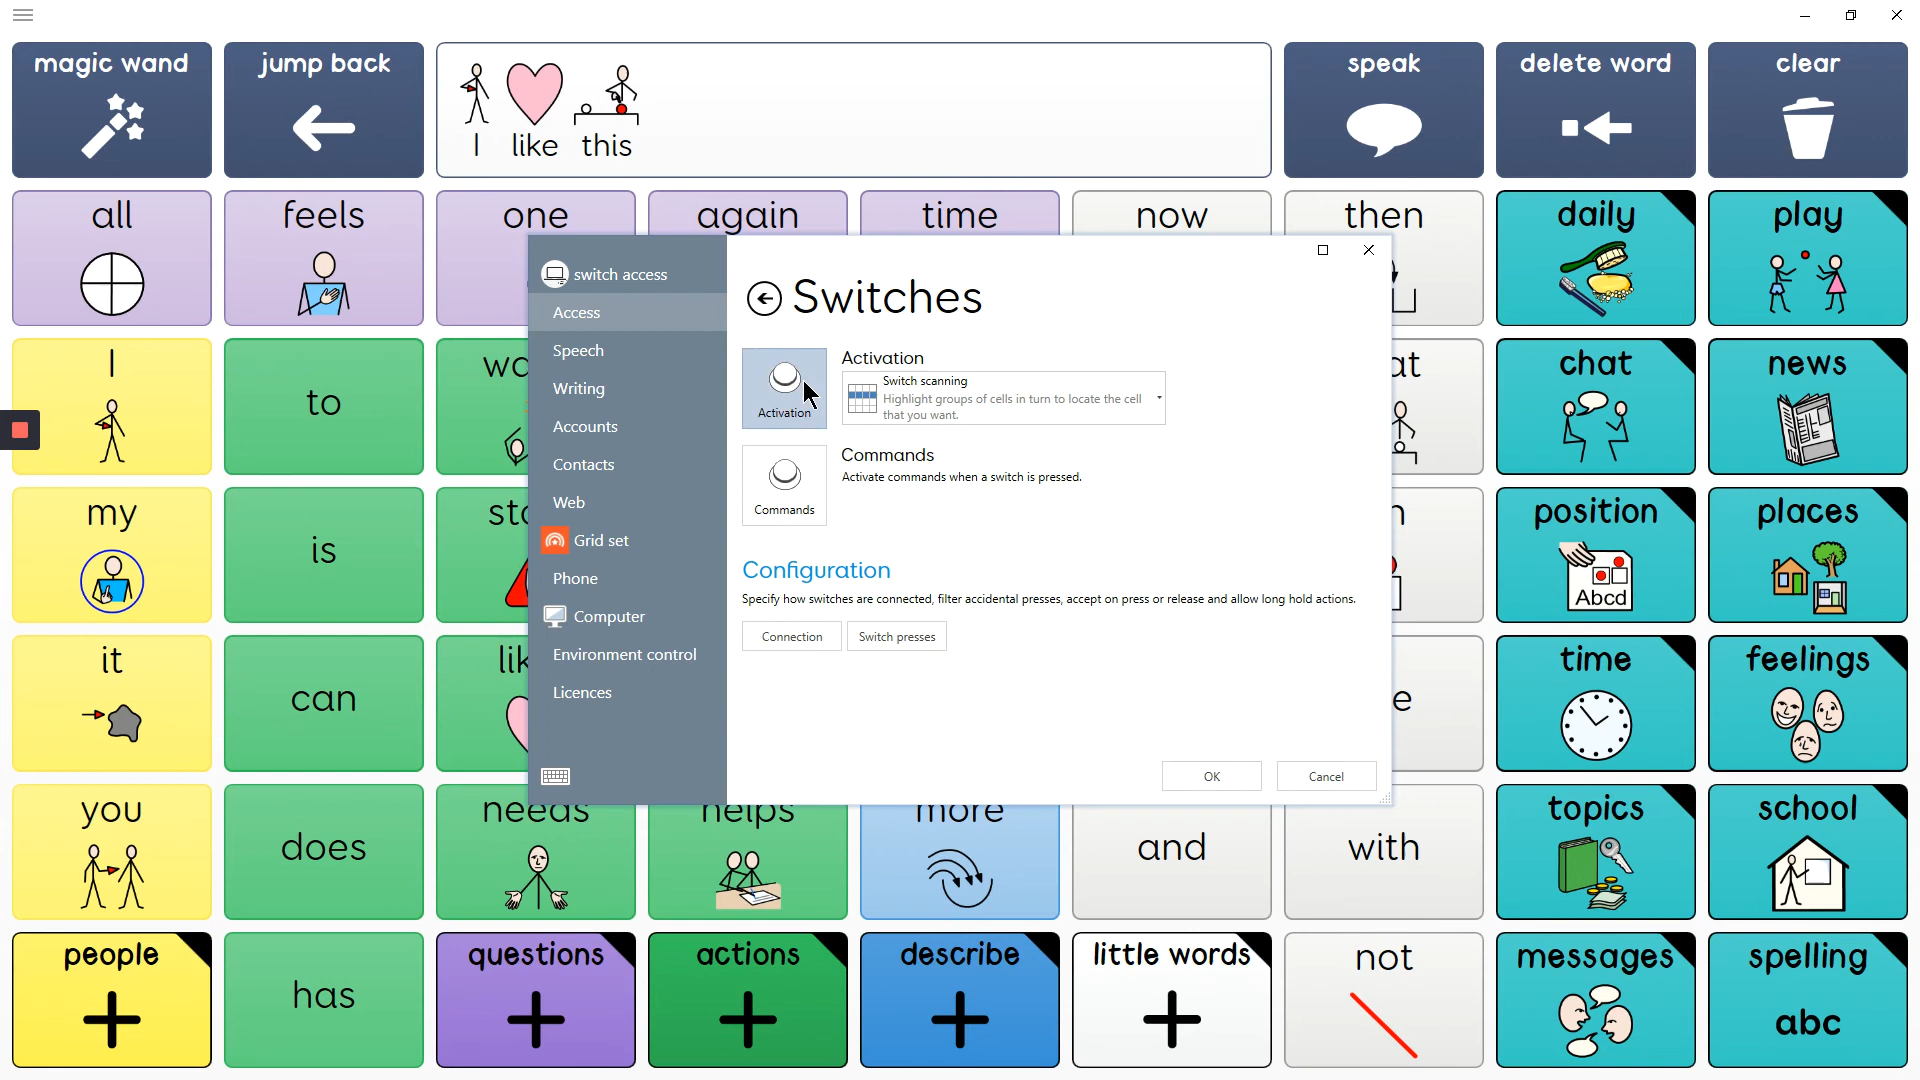 magic wand
jump back
I like this
speak
delete word
clear
all
feels
one
again
time
now
then
daily
play
switch access
Access
Speech
Writing
Accounts
Contacts
Web
Grid set
Phone
Computer
Environment control
Licences
Switches
Activation
Activation
Switch scanning
Highlight groups of cells in turn to locate the cell
that you want.
Commands
Commands
Activate commands when a switch is pressed.
Configuration
Specify how switches are connected, filter accidental presses, accept on press or release and allow long hold actions.
Connection
Switch presses
OK
Cancel
I
to
chat
news
my
is
position
Abcd
places
it
can
time
feelings
you
does
needs
helps
more
and
with
topics
school
people
has
questions
actions
describe
little words
not
messages
spelling
abc